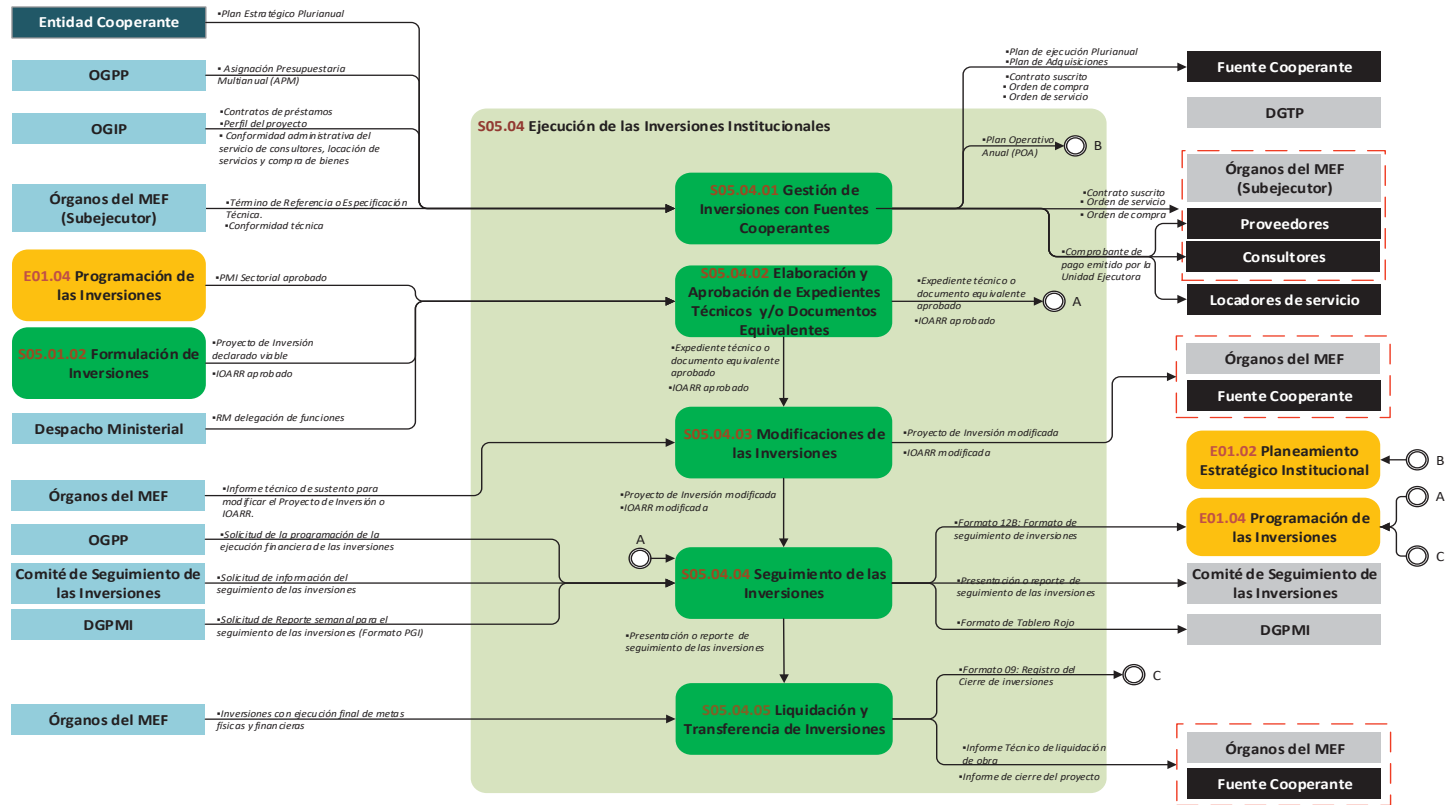 Entidad Cooperante
▪Plan Estratégico Plurianual
OGPP
▪ Asignación Presupuestaria
Multianual (APM)
OGIP
▪Contratos de préstamos
▪Perfil del proyecto
▪ Conformidad administrativa del
servicio de consultores, locación de
servicios y compra de bienes
Órganos del MEF
(Subejecutor)
▪Término de Referencia o Especificación
Técnica.
▪Conformidad técnica
E01.04 Programación de
las Inversiones
▪PMI Sectorial aprobado
S05.01.02 Formulación de
Inversiones
▪Proyecto de Inversión
declarado viable
▪IOARR aprobado
Despacho Ministerial
▪RM delegación de funciones
Órganos del MEF
▪Informe técnico de sustento para
modificar el Proyecto de Inversión o
IOARR.
OGPP
▪Solicitud de la programación de la
ejecución financiera de las inversiones
Comité de Seguimiento de
las Inversiones
▪Solicitud de información del
seguimiento de las inversiones
DGPMI
▪Solicitud de Reporte semanal para el
seguimiento de las inversiones (Formato PGI)
Órganos del MEF
▪Inversiones con ejecución final de metas
físicas y financieras
S05.04 Ejecución de las Inversiones Institucionales
S05.04.01 Gestión de
Inversiones con Fuentes
Cooperantes
S05.04.02 Elaboración y
Aprobación de Expedientes
Técnicos y/o Documentos
Equivalentes
▪Expediente técnico o
documento equivalente
aprobado
▪IOARR aprobado
S05.04.03 Modificaciones de
las Inversiones
▪Proyecto de Inversión modificada
▪IOARR modificada
A
S05.04.04 Seguimiento de las
Inversiones
▪Presentación o reporte de
seguimiento de las inversiones
S05.04.05 Liquidación y
Transferencia de Inversiones
▪Plan de ejecución Plurianual
▪Plan de Adquisiciones
▪Contrato suscrito
▪ Orden de compra
▪ Orden de servicio
▪Plan Operativo
Anual (POA)
B
▪Contrato suscrito
▪ Orden de servicio
▪ Orden de compra
▪Comprobante de
pago emitido por la
Unidad Ejecutora
▪Expediente técnico o
documento equivalente
aprobado
▪IOARR aprobado
A
▪Proyecto de Inversión modificada
▪IOARR modificada
▪Formato 12B: Formato de
seguimiento de inversiones
▪Presentación o reporte de
seguimiento de las inversiones
▪Formato de Tablero Rojo
▪Formato 09: Registro del
Cierre de inversiones
C
▪Informe Técnico de liquidación
de obra
▪Informe de cierre del proyecto
Fuente Cooperante
DGTP
Órganos del MEF
(Subejecutor)
Proveedores
Consultores
Locadores de servicio
Órganos del MEF
Fuente Cooperante
E01.02 Planeamiento
Estratégico Institucional
B
E01.04 Programación de
las Inversiones
A
C
Comité de Seguimiento de
las Inversiones
DGPMI
Órganos del MEF
Fuente Cooperante